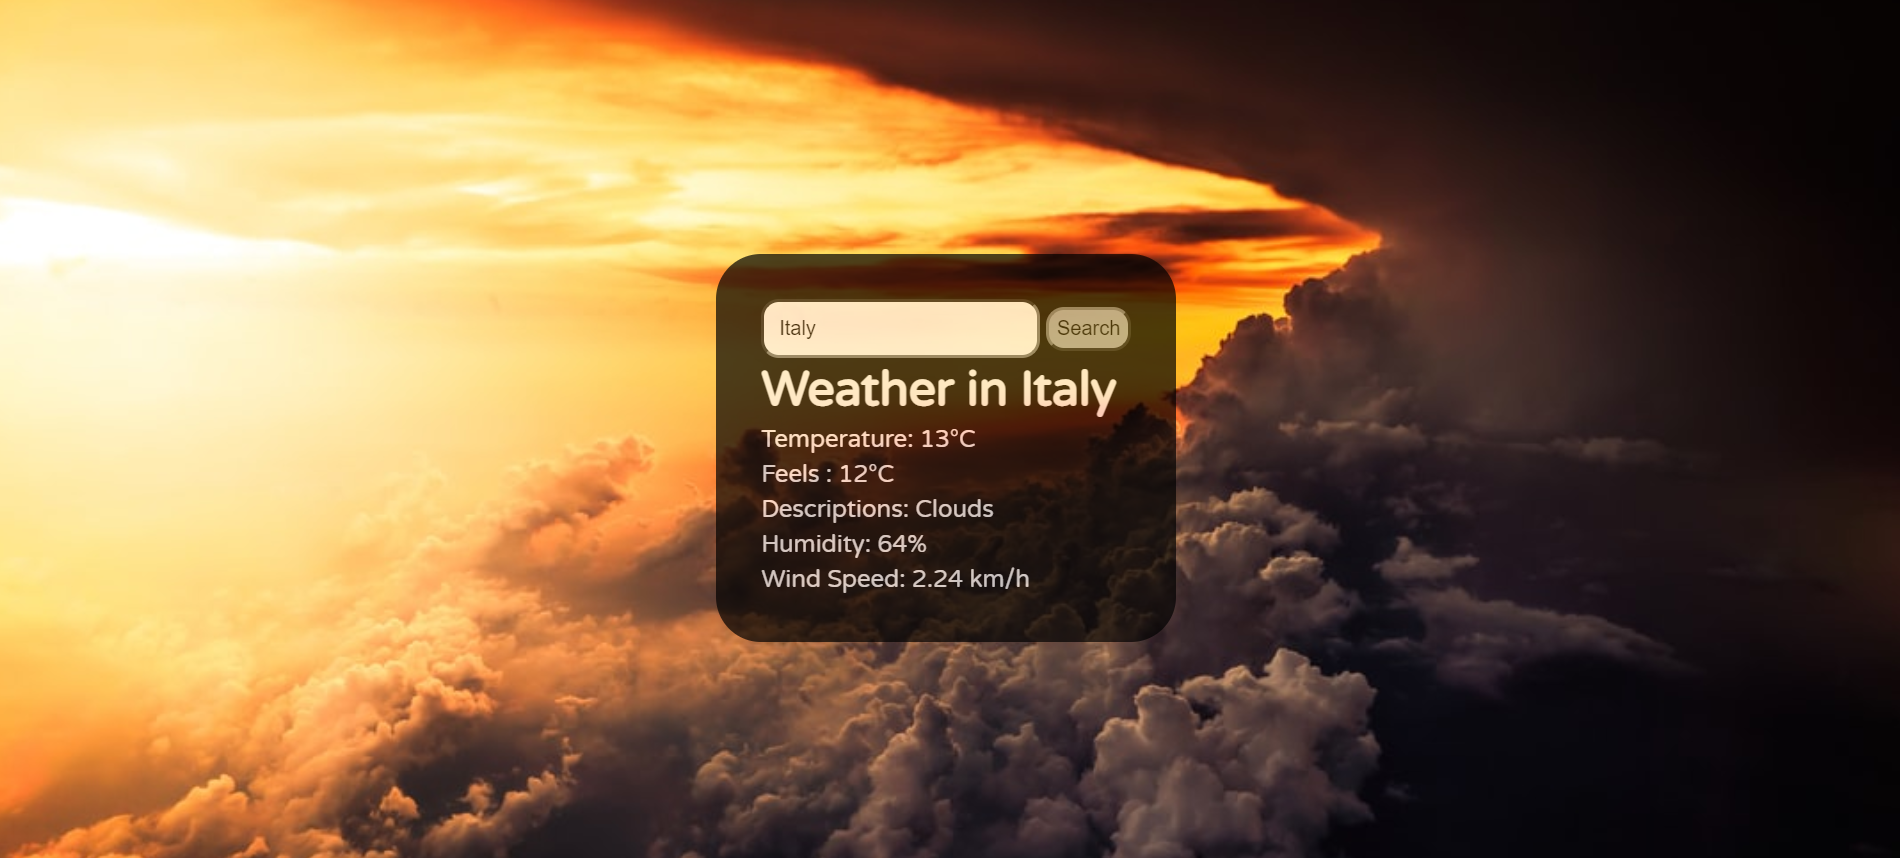 Italy Search
Weather in Italy
Temperature: 13°C
Feels : 12°C
Descriptions: Clouds
Humidity: 64%
Wind Speed: 2.24 km/h